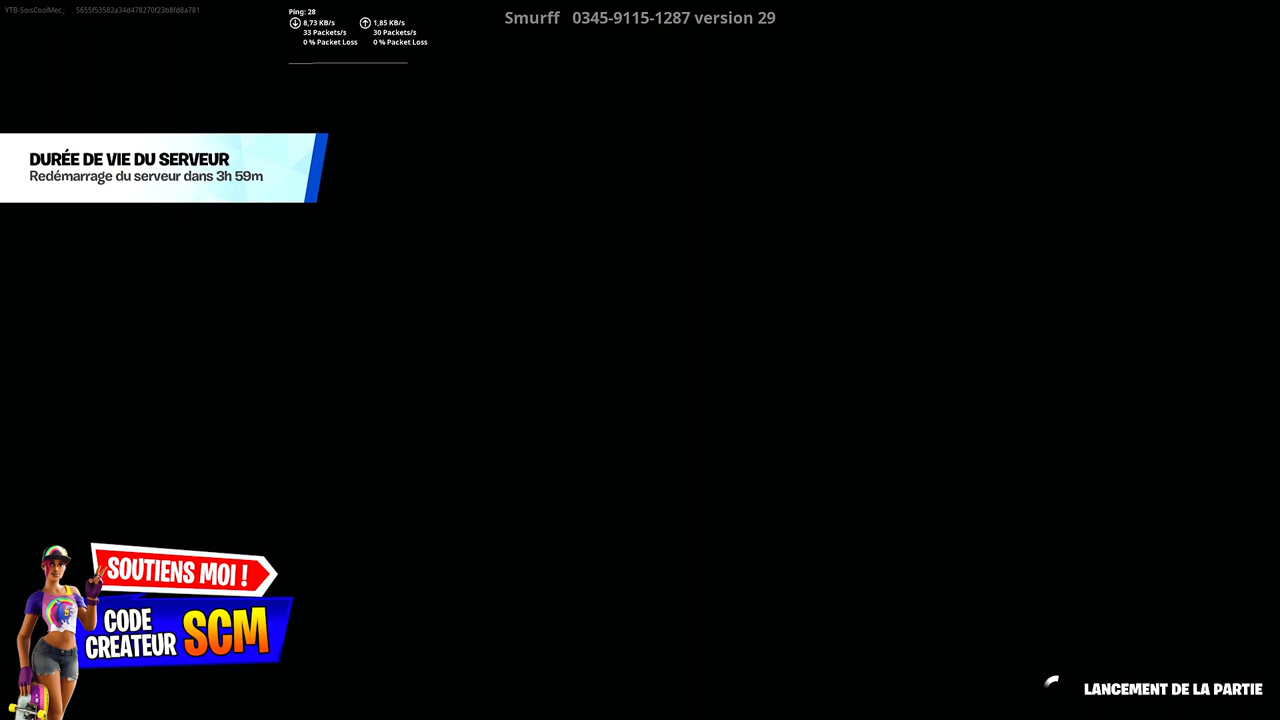 YTB-SoisCoolMec_ 5655f53582a34d478270f23b8fd8a781
Ping: 28
8,73 KB/s 1,85 KB/s
33 Packets/s 30 Packets/s
0 % Packet Loss 0 % Packet Loss
Smurff 0345-9115-1287 version 29
DURÉE DE VIE DU SERVEUR
Redémarrage du serveur dans 3h 59m
SOUTIENS MOI !
CODE
CREATEUR SCM
LANCEMENT DE LA PARTIE